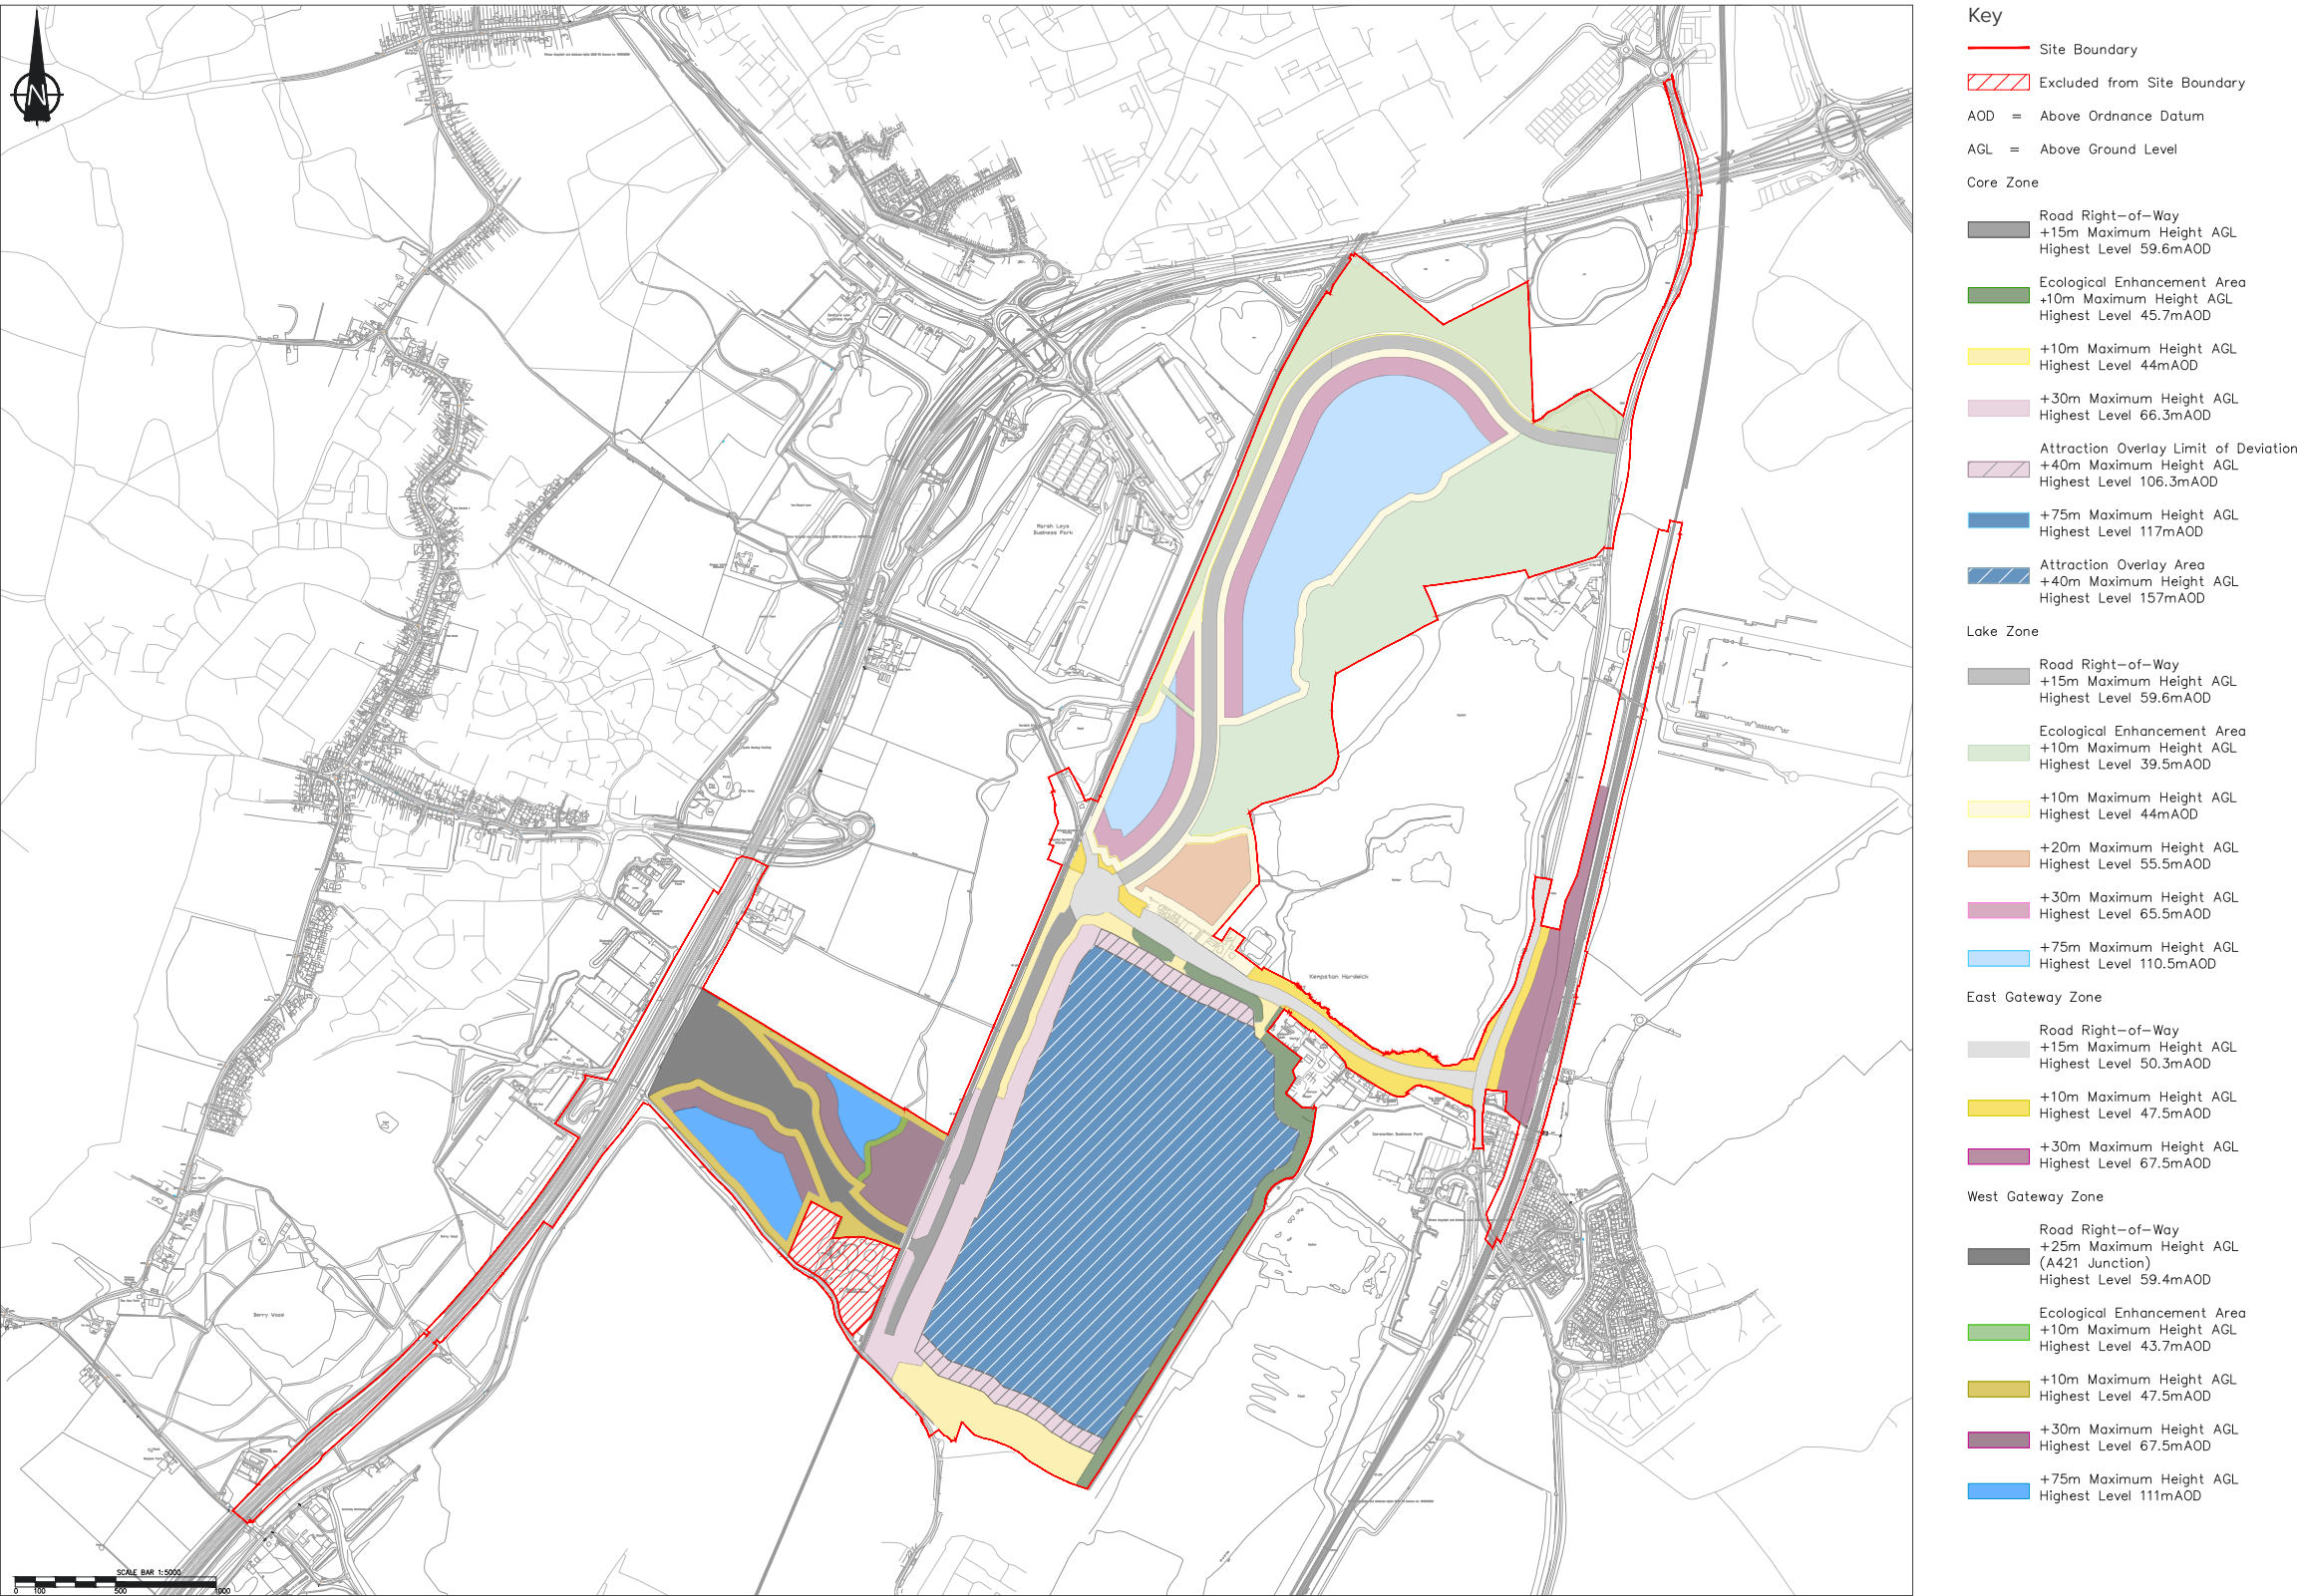 N
Marsh Leys
Business Park
Kempston Hardwick
Berry Wood
SCALE BAR 1:5000
0 100 500 1000
Key
Site Boundary
Excluded from Site Boundary
AOD = Above Ordnance Datum
AGL = Above Ground Level
Core Zone
Road Right-of-Way
+15m Maximum Height AGL
Highest Level 59.6mAOD
Ecological Enhancement Area
+10m Maximum Height AGL
Highest Level 45.7mAOD
+10m Maximum Height AGL
Highest Level 44mAOD
+30m Maximum Height AGL
Highest Level 66.3mAOD
Attraction Overlay Limit of Deviation
+40m Maximum Height AGL
Highest Level 106.3mAOD
+75m Maximum Height AGL
Highest Level 117mAOD
Attraction Overlay Area
+40m Maximum Height AGL
Highest Level 157mAOD
Lake Zone
Road Right-of-Way
+15m Maximum Height AGL
Highest Level 59.6mAOD
Ecological Enhancement Area
+10m Maximum Height AGL
Highest Level 39.5mAOD
+10m Maximum Height AGL
Highest Level 44mAOD
+20m Maximum Height AGL
Highest Level 55.5mAOD
+30m Maximum Height AGL
Highest Level 65.5mAOD
+75m Maximum Height AGL
Highest Level 110.5mAOD
East Gateway Zone
Road Right-of-Way
+15m Maximum Height AGL
Highest Level 50.3mAOD
+10m Maximum Height AGL
Highest Level 47.5mAOD
+30m Maximum Height AGL
Highest Level 67.5mAOD
West Gateway Zone
Road Right-of-Way
+25m Maximum Height AGL
(A421 Junction)
Highest Level 59.4mAOD
Ecological Enhancement Area
+10m Maximum Height AGL
Highest Level 43.7mAOD
+10m Maximum Height AGL
Highest Level 47.5mAOD
+30m Maximum Height AGL
Highest Level 67.5mAOD
+75m Maximum Height AGL
Highest Level 111mAOD